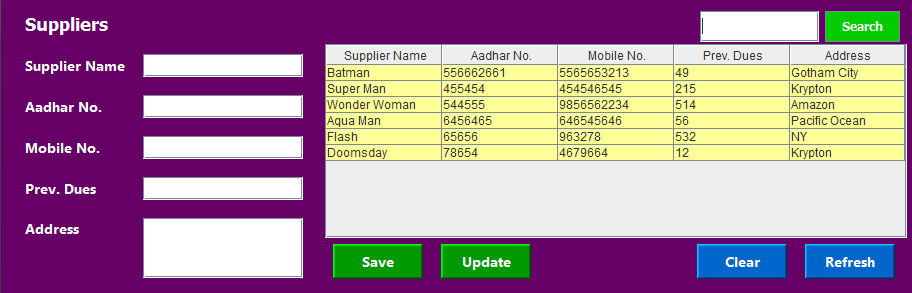 Suppliers
Search
Supplier Name
Aadhar No.
Mobile No.
Prev. Dues
Address
Supplier Name Aadhar No. Mobile No. Prev. Dues Address
Batman 556662661 5565653213 49 Gotham City
Super Man 455454 454546545 215 Krypton
Wonder Woman 544555 9856562234 514 Amazon
Aqua Man 6456465 646545646 56 Pacific Ocean
Flash 65656 963278 532 NY
Doomsday 78654 4679664 12 Krypton
Save Update Clear Refresh